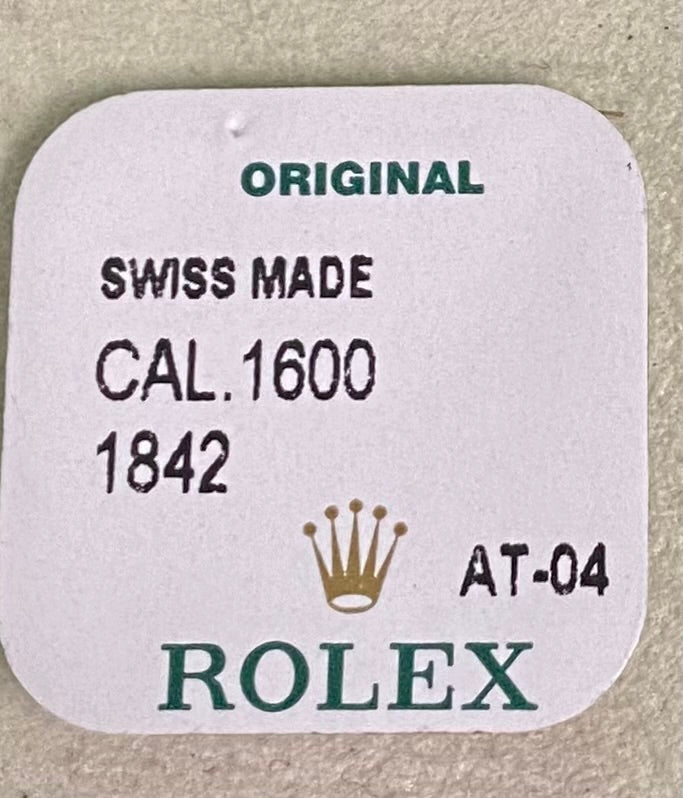 ORIGINAL
SWISS MADE
CAL.1600
1842
AT-04
ROLEX